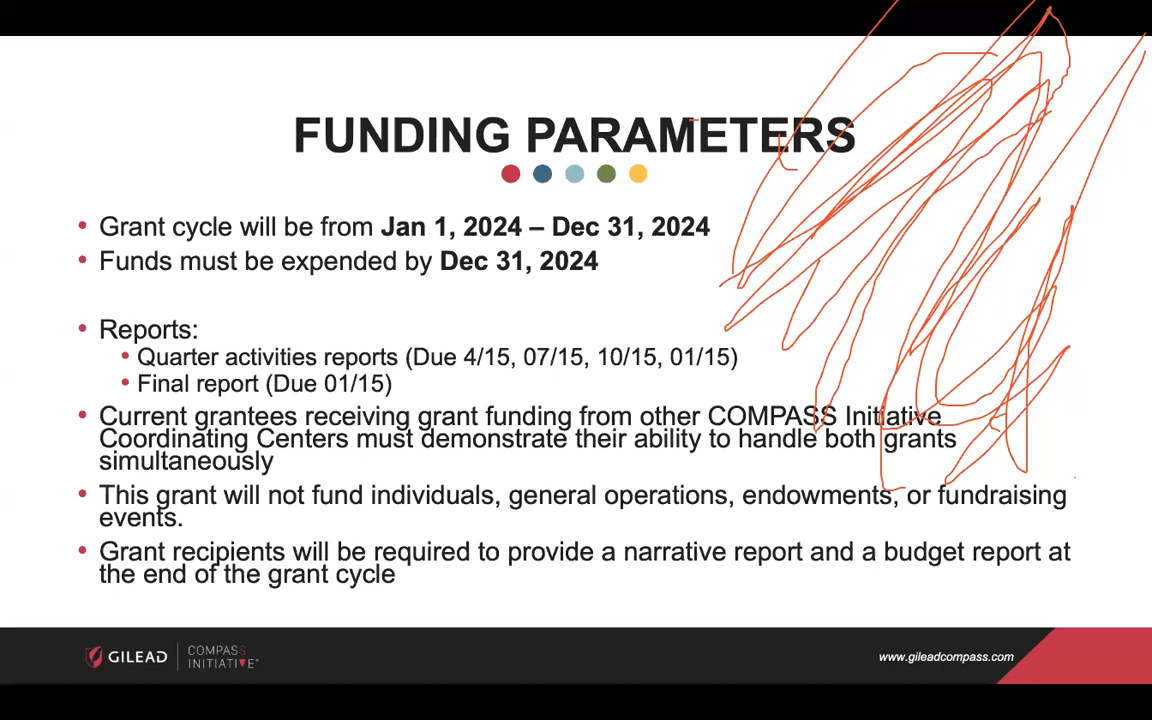 FUNDING PARAMETERS
• Grant cycle will be from Jan 1, 2024 – Dec 31, 2024
• Funds must be expended by Dec 31, 2024
• Reports:
• Quarter activities reports (Due 4/15, 07/15, 10/15, 01/15)
• Final report (Due 01/15)
• Current grantees receiving grant funding from other COMPASS Initiative
Coordinating Centers must demonstrate their ability to handle both grants
simultaneously
• This grant will not fund individuals, general operations, endowments, or fundraising
events.
• Grant recipients will be required to provide a narrative report and a budget report at
the end of the grant cycle
GILEAD
COMPASS
INITIATIVE®
www.gileadcompass.com